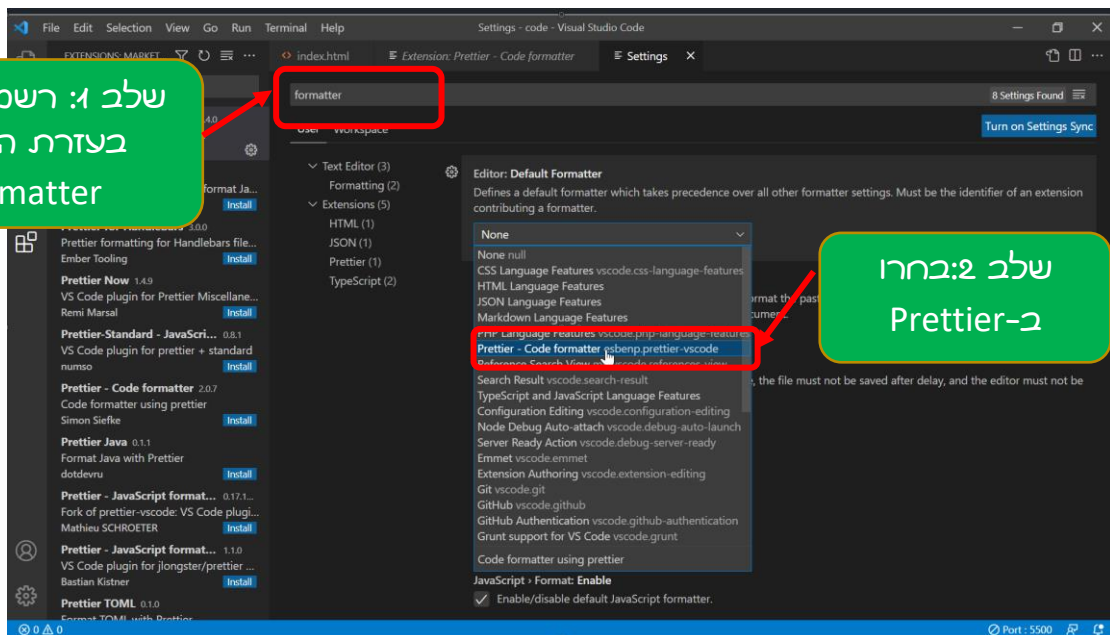 File Edit Selection View Go Run Terminal Help
Settings - code - Visual Studio Code
EXTENSIONS: MARKET
index.html
Extension: Prettier - Code formatter
Settings
formatter
8 Settings Found
User Workspace
Turn on Settings Sync
שלב 1:
בעזרת
4.0
format Ja...
Install
3.0.0
Prettier formatting for Handlebars file...
Ember Tooling Install
Prettier Now 1.4.9
VS Code plugin for Prettier Miscellane...
Remi Marsal Install
Prettier-Standard - JavaScri... 0.8.1
VS Code plugin for prettier + standard
numso Install
Prettier - Code formatter 2.0.7
Code formatter using prettier
Simon Siefke Install
Prettier Java 0.1.1
Format Java with Prettier
dotdevru Install
Prettier - JavaScript format... 0.17.1...
Fork of prettier-vscode: VS Code plugi...
Mathieu SCHROETER Install
Prettier - JavaScript format... 1.1.0
VS Code plugin for jlongster/prettier ...
Bastian Kistner Install
Prettier TOML 0.1.0
Format TOML with Prettier
Text Editor (3)
Formatting (2)
Extensions (5)
HTML (1)
JSON (1)
Prettier (1)
TypeScript (2)
Editor: Default Formatter
Defines a default formatter which takes precedence over all other formatter settings. Must be the identifier of an extension
contributing a formatter.
None
None null
CSS Language Features vscode.css-language-features
HTML Language Features
JSON Language Features
Markdown Language Features
PHP Language Features vscode.php-language-features
Prettier - Code formatter esbenp.prettier-vscode
Reference Search View
Search Result vscode.search-result
TypeScript and JavaScript Language Features
Configuration Editing vscode.configuration-editing
Node Debug Auto-attach vscode.debug-auto-launch
Server Ready Action vscode.debug-server-ready
Emmet vscode.emmet
Extension Authoring vscode.extension-editing
Git vscode.git
GitHub vscode.github
GitHub Authentication vscode.github-authentication
Grunt support for VS Code vscode.grunt
Code formatter using prettier
, the file must not be saved after delay, and the editor must not be
שלב 2:בחרו
ב-Prettier
JavaScript › Format: Enable
Enable/disable default JavaScript formatter.
0 0
Port : 5500